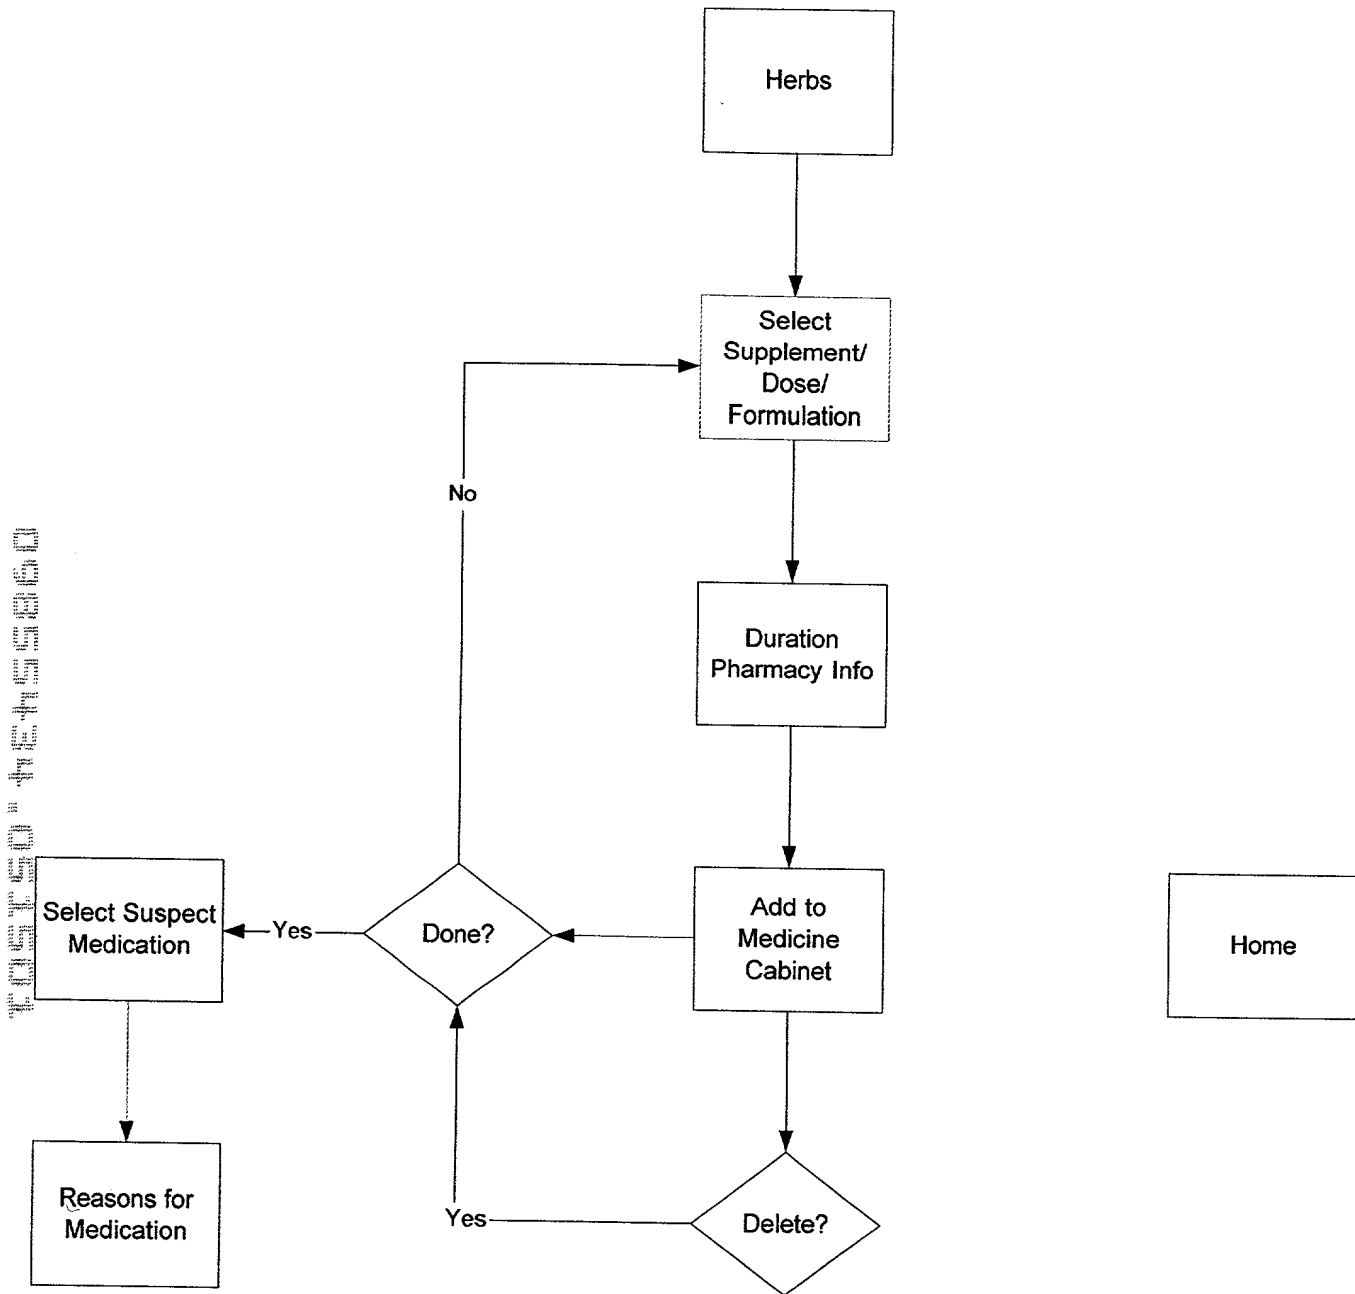 Herbs
Select
Supplement/
Dose/
Formulation
No
Duration
Pharmacy Info
Select Suspect
Medication
Yes
Done?
Add to
Medicine
Cabinet
Home
Reasons for
Medication
Yes
Delete?